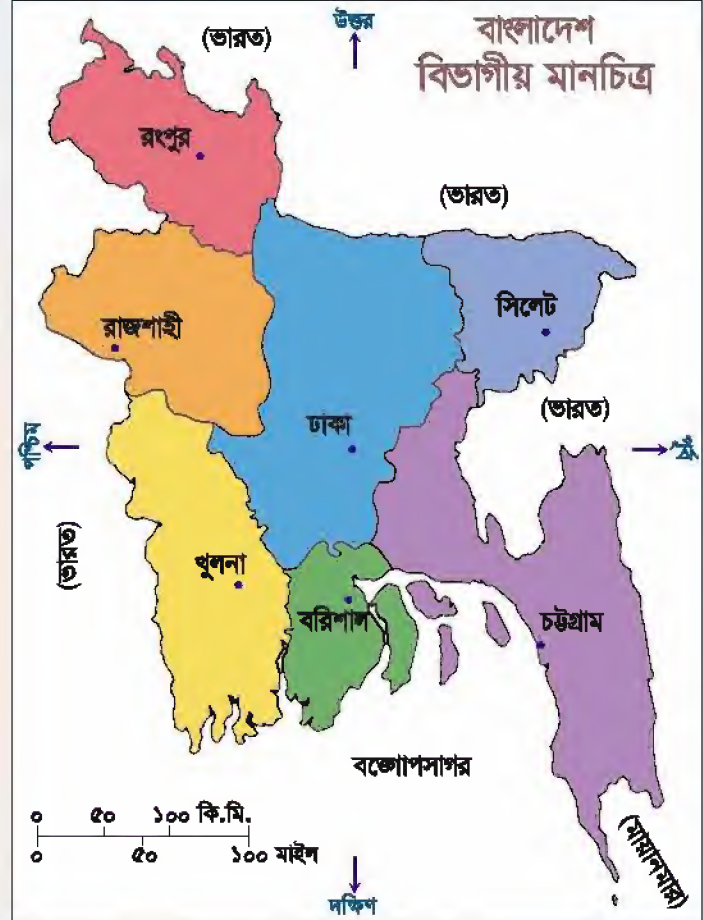 উত্তর
বাংলাদেশ
বিভাগীয় মানচিত্র
(ভারত)
রংপুর
(ভারত)
সিলেট
রাজশাহী
(ভারত)
ঢাকা
পশ্চিম
পূর্ব
(ভারত)
খুলনা
বরিশাল
চট্টগ্রাম
বঙ্গোপসাগর
০ ৫০ ১০০ কি.মি.
০ ৫০ ১০০ মাইল
(মায়ানমার)
দক্ষিণ